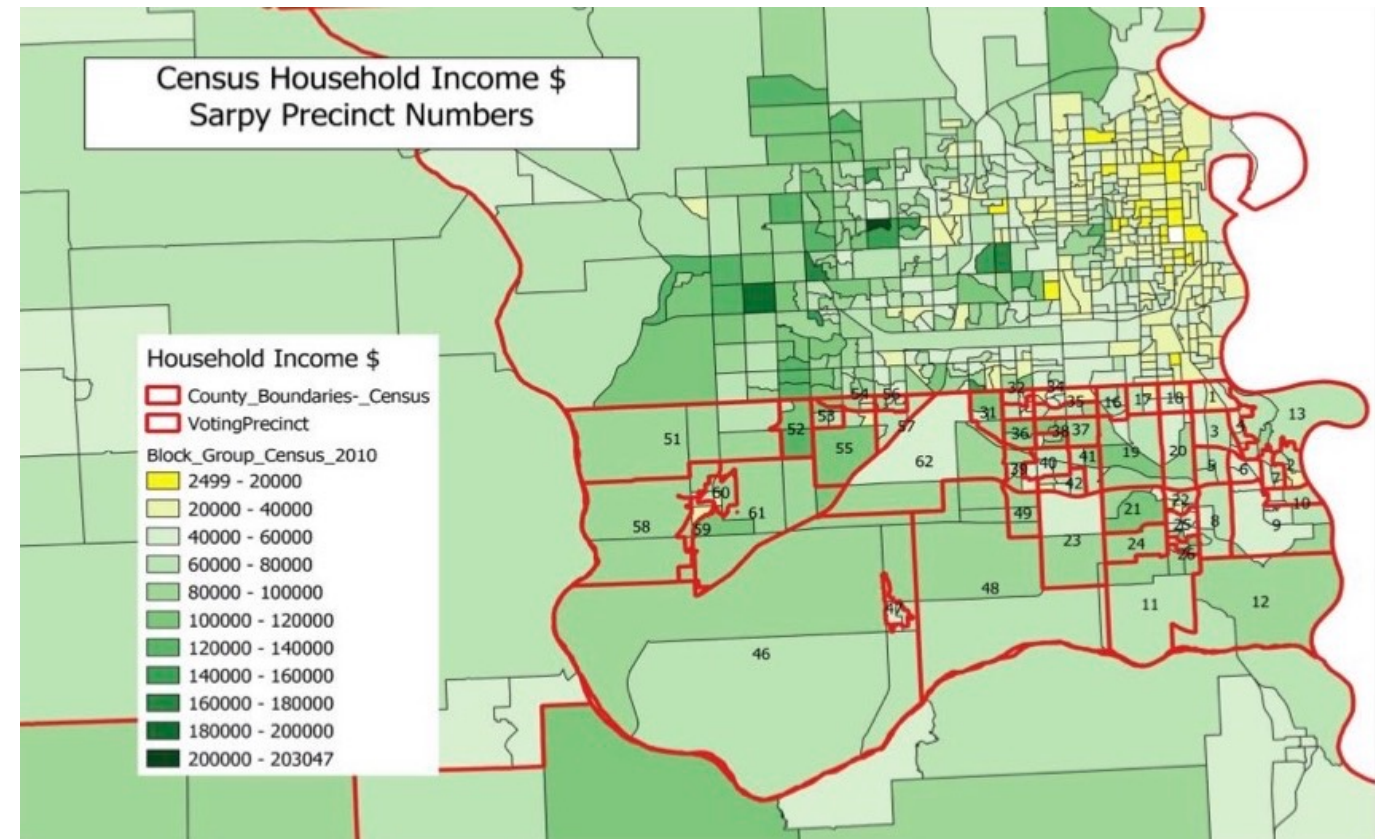 Census Household Income $
Sarpy Precinct Numbers
Household Income $
County_Boundaries-_Census
VotingPrecinct
Block_Group_Census_2010
2499 - 20000
20000 - 40000
40000 - 60000
60000 - 80000
80000 - 100000
100000 - 120000
120000 - 140000
140000 - 160000
160000 - 180000
180000 - 200000
200000 - 203047
32 34
54 56 35 16 17 18 1
53 31 13
52 57 36 38 37 3 4
51 55 19 20
62 39 40 41 5 6 2
42 7
60 22 10
58 59 61 49 21 25 8 9
23 24
26
48
47 11 12
46